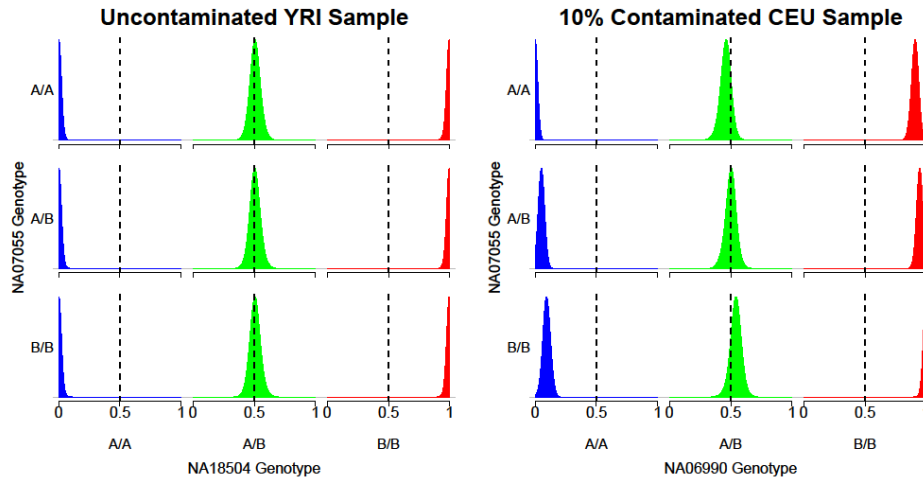 Uncontaminated YRI Sample
NA07055 Genotype
A/A
A/B
B/B
0 0.5 1 0 0.5 1 0 0.5 1
A/A A/B B/B
NA18504 Genotype
10% Contaminated CEU Sample
NA07055 Genotype
A/A
A/B
B/B
0 0.5 1 0 0.5 1 0 0.5
A/A A/B B/B
NA06990 Genotype